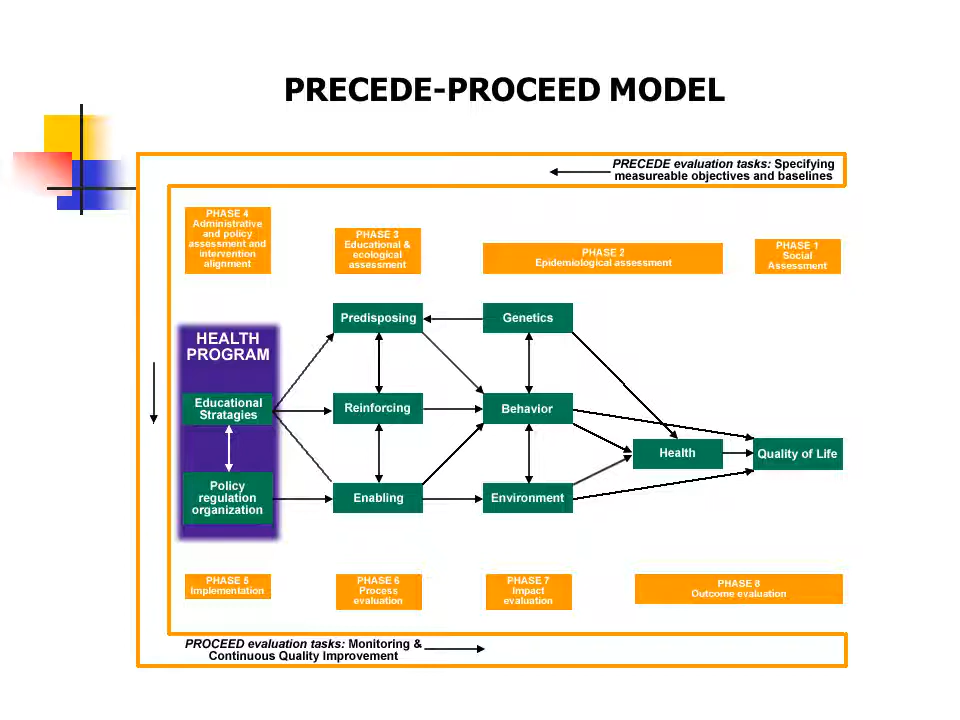 PRECEDE-PROCEED MODEL
PRECEDE evaluation tasks: Specifying
measureable objectives and baselines
PHASE 4
Administrative
and policy
assessment and
intervention
alignment
PHASE 3
Educational &
ecological
assessment
PHASE 2
Epidemiological assessment
PHASE 1
Social
Assessment
HEALTH
PROGRAM
Educational
Stratagies
Policy
regulation
organization
Predisposing
Reinforcing
Enabling
Genetics
Behavior
Environment
Health
Quality of Life
PHASE 5
Implementation
PHASE 6
Process
evaluation
PHASE 7
Impact
evaluation
PHASE 8
Outcome evaluation
PROCEED evaluation tasks: Monitoring &
Continuous Quality Improvement